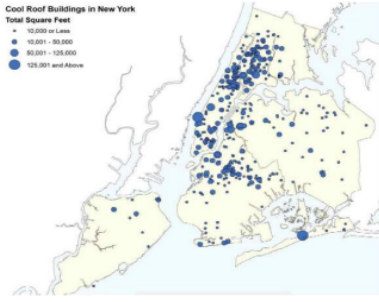 Cool Roof Buildings in New York
Total Square Feet
10,000 or Less
10,001 - 50,000
50,001 - 125,000
125,001 and Above